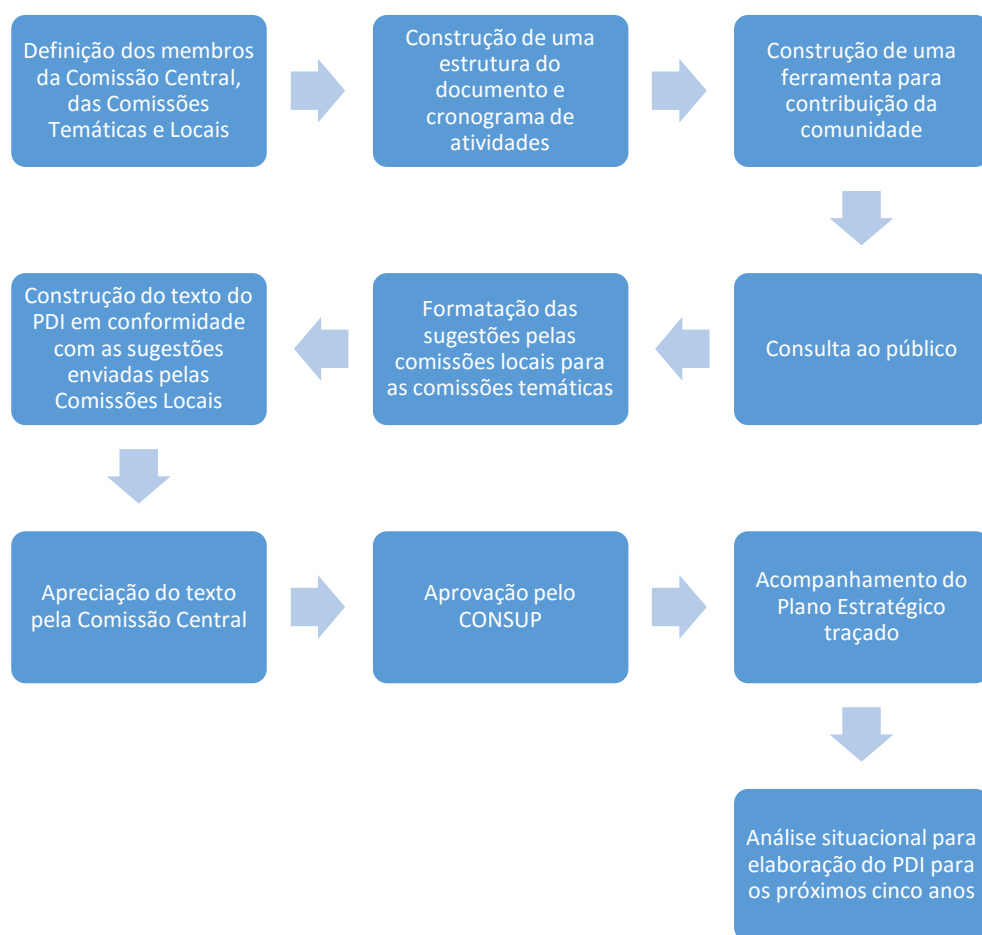 Definição dos membros
da Comissão Central,
das Comissões
Temáticas e Locais
Construção de uma
estrutura do
documento e
cronograma de
atividades
Construção de uma
ferramenta para
contribuição da
comunidade
Consulta ao público
Formatação das
sugestões pelas
comissões locais para
as comissões temáticas
Construção do texto do
PDI em conformidade
com as sugestões
enviadas pelas
Comissões Locais
Apreciação do texto
pela Comissão Central
Aprovação pelo
CONSUP
Acompanhamento do
Plano Estratégico
traçado
Análise situacional para
elaboração do PDI para
os próximos cinco anos